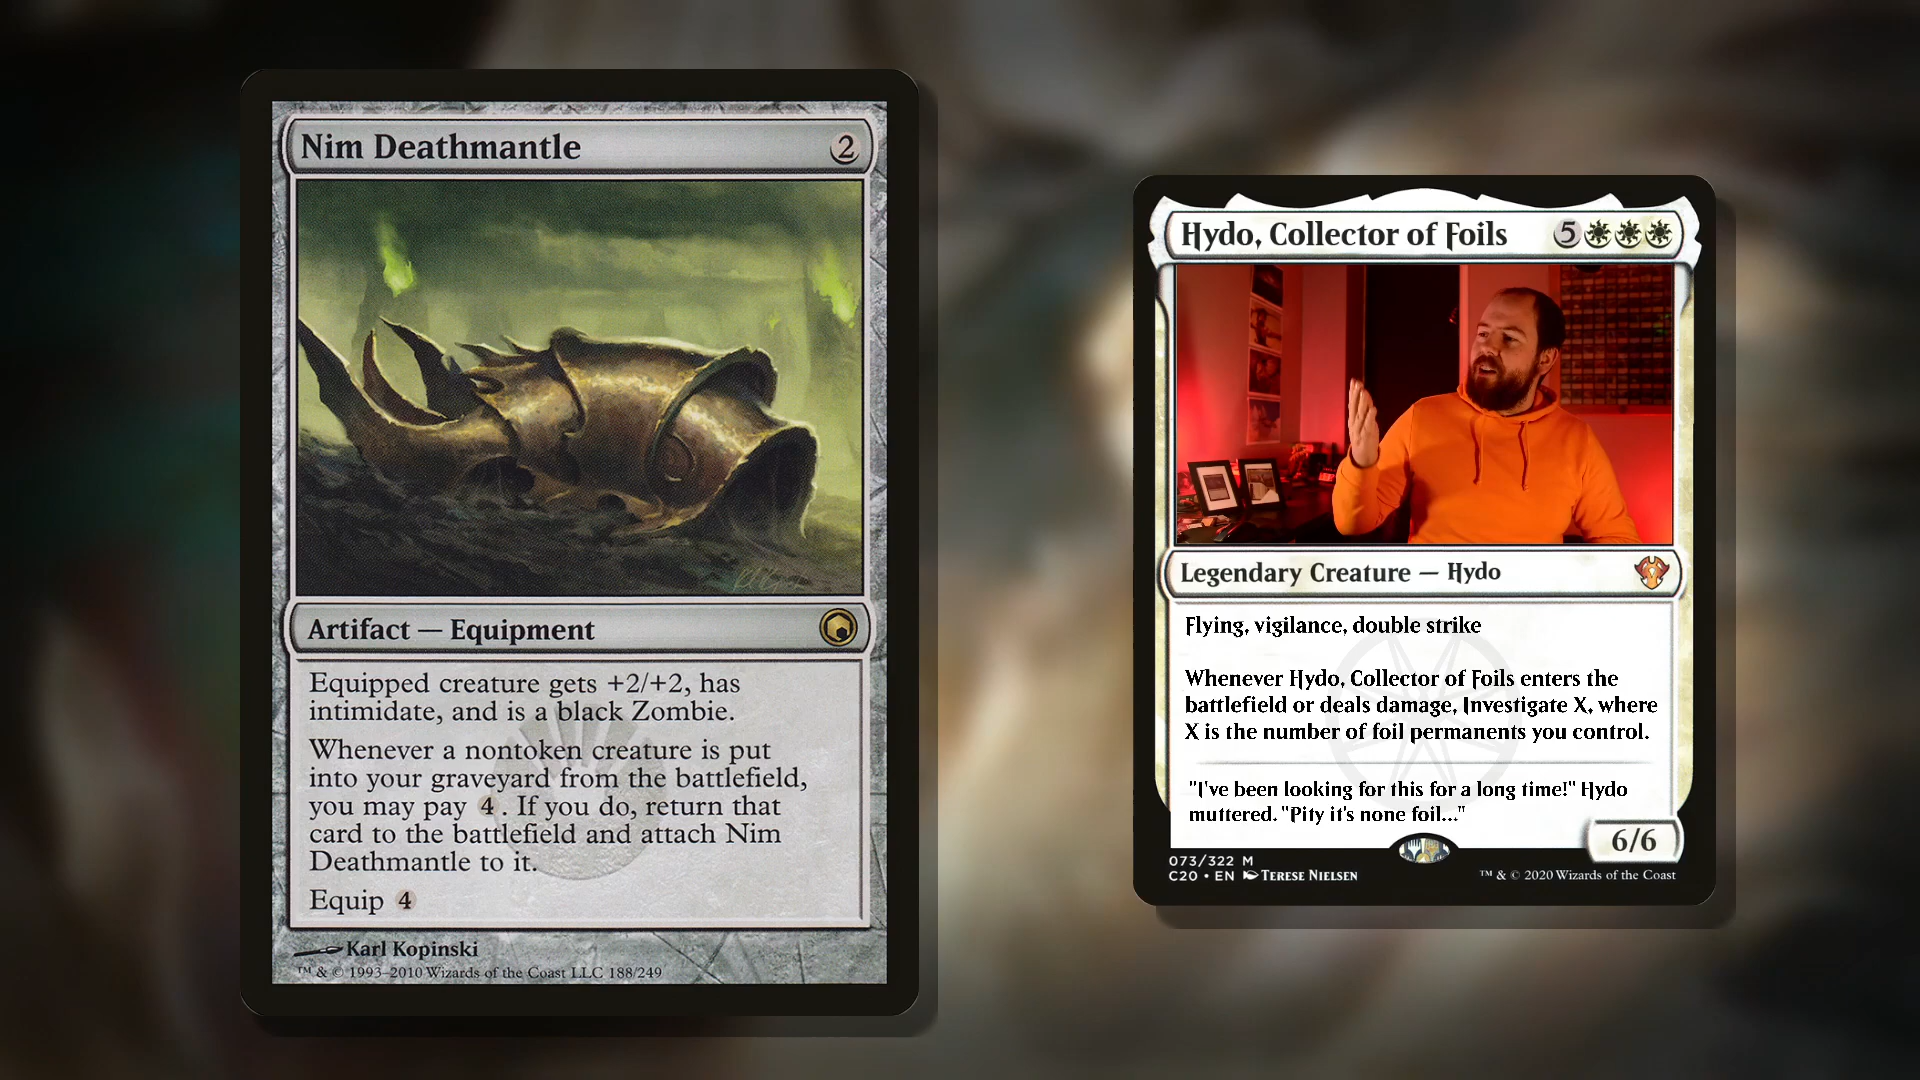 Nim Deathmantle
2
Artifact — Equipment
Equipped creature gets +2/+2, has
intimidate, and is a black Zombie.
Whenever a nontoken creature is put
into your graveyard from the battlefield,
you may pay 4. If you do, return that
card to the battlefield and attach Nim
Deathmantle to it.
Equip 4
Karl Kopinski
™ & © 1993–2010 Wizards of the Coast LLC 188/249
Hydo, Collector of Foils
5
Legendary Creature — Hydo
Flying, vigilance, double strike
Whenever Hydo, Collector of Foils enters the
battlefield or deals damage, Investigate X, where
X is the number of foil permanents you control.
"I've been looking for this for a long time!" Hydo
muttered. "Pity it's none foil..."
6/6
073/322 M
C20 • EN Terese Nielsen
™ & © 2020 Wizards of the Coast